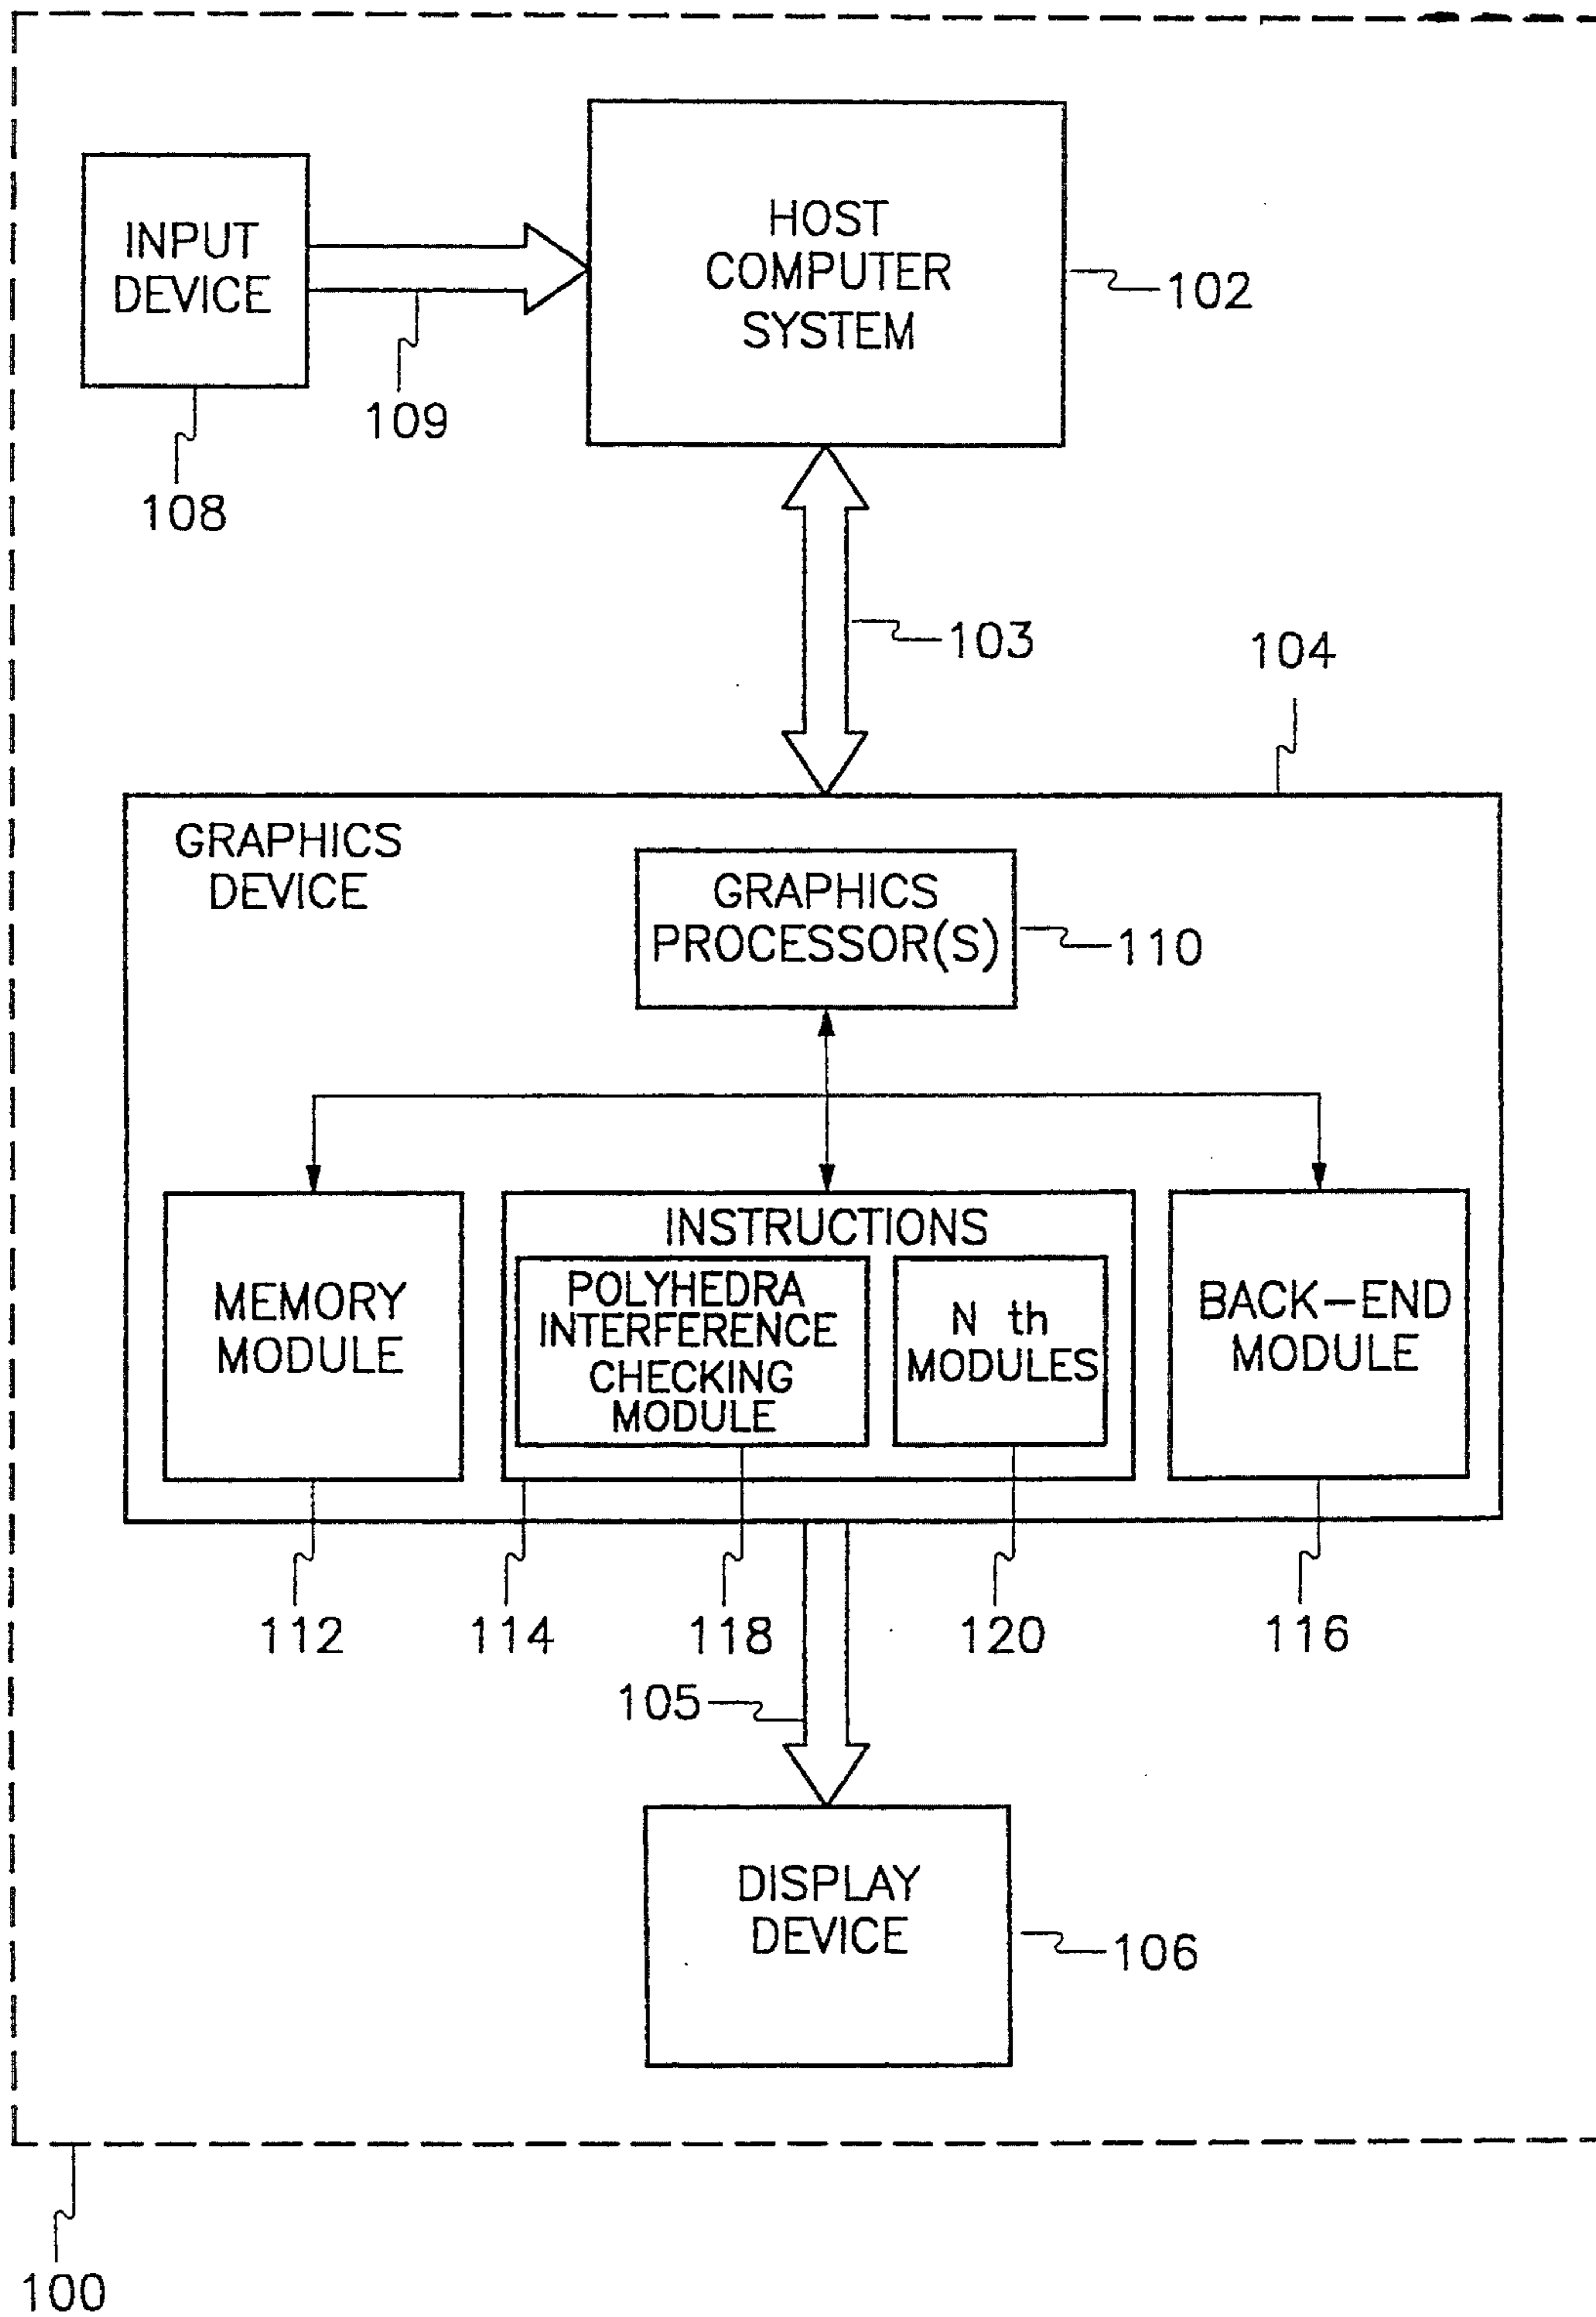 INPUT
DEVICE
HOST
COMPUTER
SYSTEM
102
109
108
103
104
GRAPHICS
DEVICE
GRAPHICS
PROCESSOR(S)
110
INSTRUCTIONS
MEMORY
MODULE
POLYHEDRA
INTERFERENCE
CHECKING
MODULE
N th
MODULES
BACK-END
MODULE
112
114
118
120
116
105
DISPLAY
DEVICE
106
100